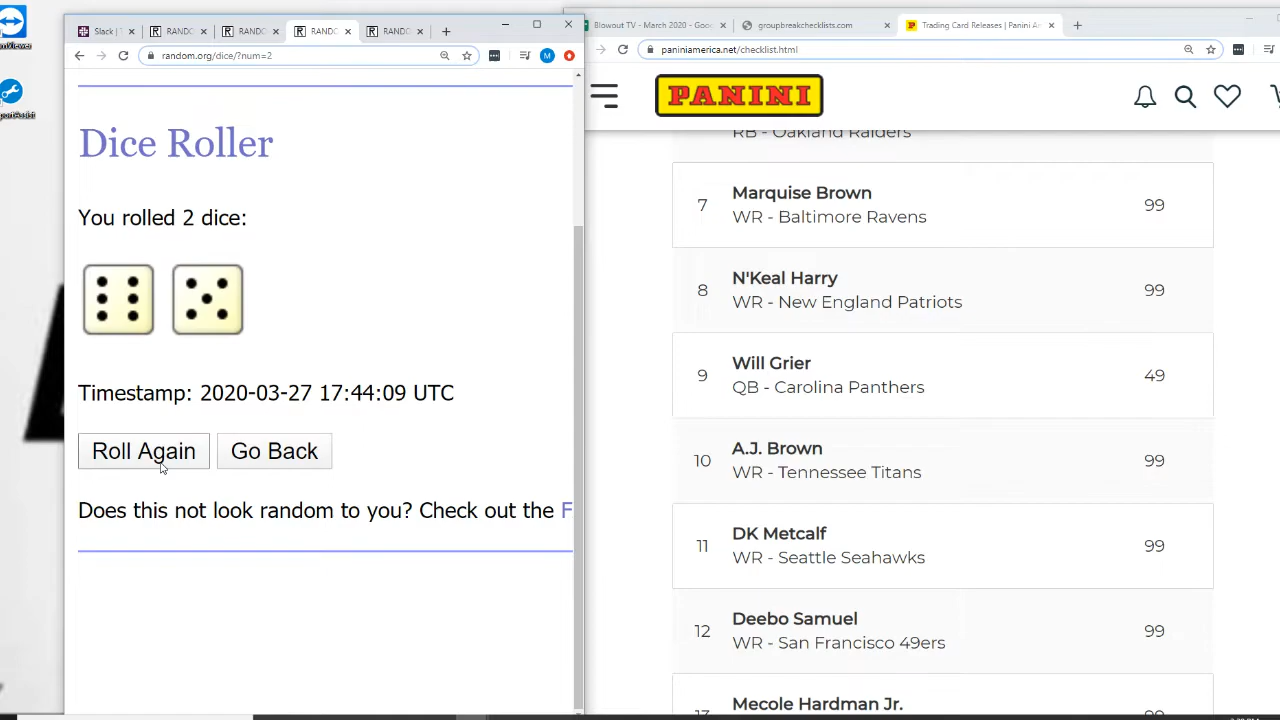 Slack |
RANDO
RANDO
RANDO
RANDO
random.org/dice/?num=2
Dice Roller
You rolled 2 dice:
Timestamp: 2020-03-27 17:44:09 UTC
Roll Again
Go Back
Does this not look random to you? Check out the F
Blowout TV - March 2020 - Goo
groupbreakchecklists.com
Trading Card Releases | Panini Am
paniniamerica.net/checklist.html
PANINI
RB - Oakland Raiders
7 Marquise Brown 99
WR - Baltimore Ravens
8 N'Keal Harry 99
WR - New England Patriots
9 Will Grier 49
QB - Carolina Panthers
10 A.J. Brown 99
WR - Tennessee Titans
11 DK Metcalf 99
WR - Seattle Seahawks
12 Deebo Samuel 99
WR - San Francisco 49ers
Mecole Hardman Jr.